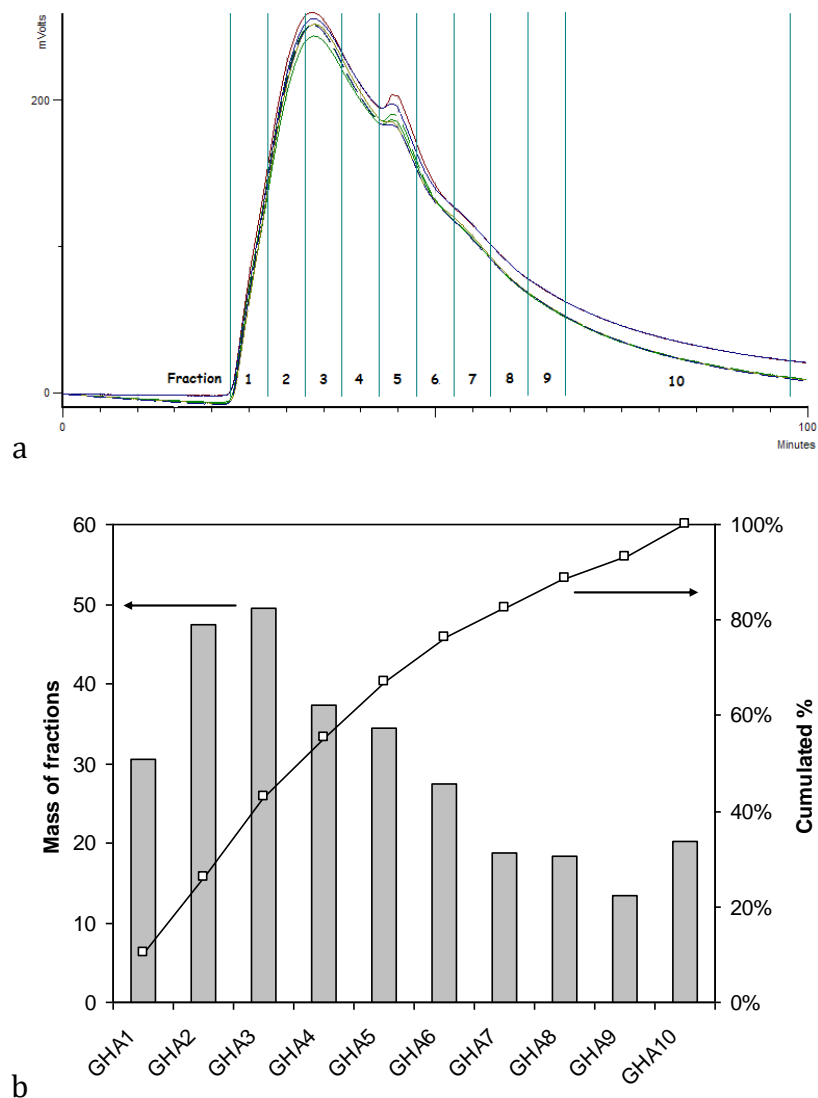 mVolts
200
0
Fraction 1 2 3 4 5 6 7 8 9 10
0 100
Minutes
a
60 100%
50
80%
40
60%
30
40%
20
20%
10
0 0%
Mass of fractions
Cumulated %
GHA1 GHA2 GHA3 GHA4 GHA5 GHA6 GHA7 GHA8 GHA9 GHA10
b